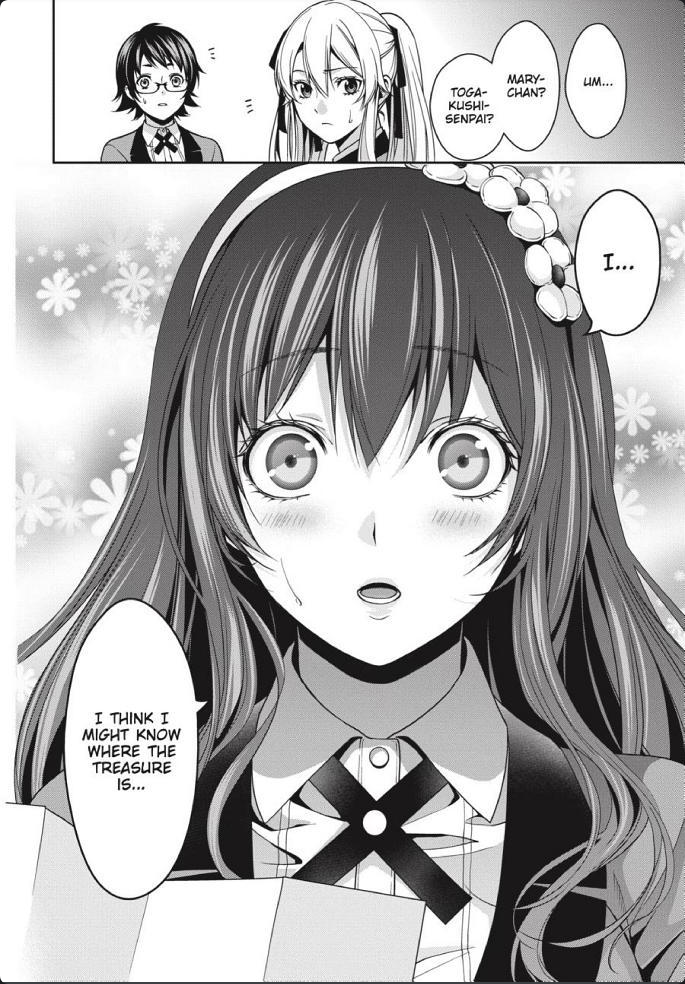 UM...
MARY-
CHAN?
TOGA-
KUSHI-
SENPAI?
I...
I THINK I
MIGHT KNOW
WHERE THE
TREASURE
IS...